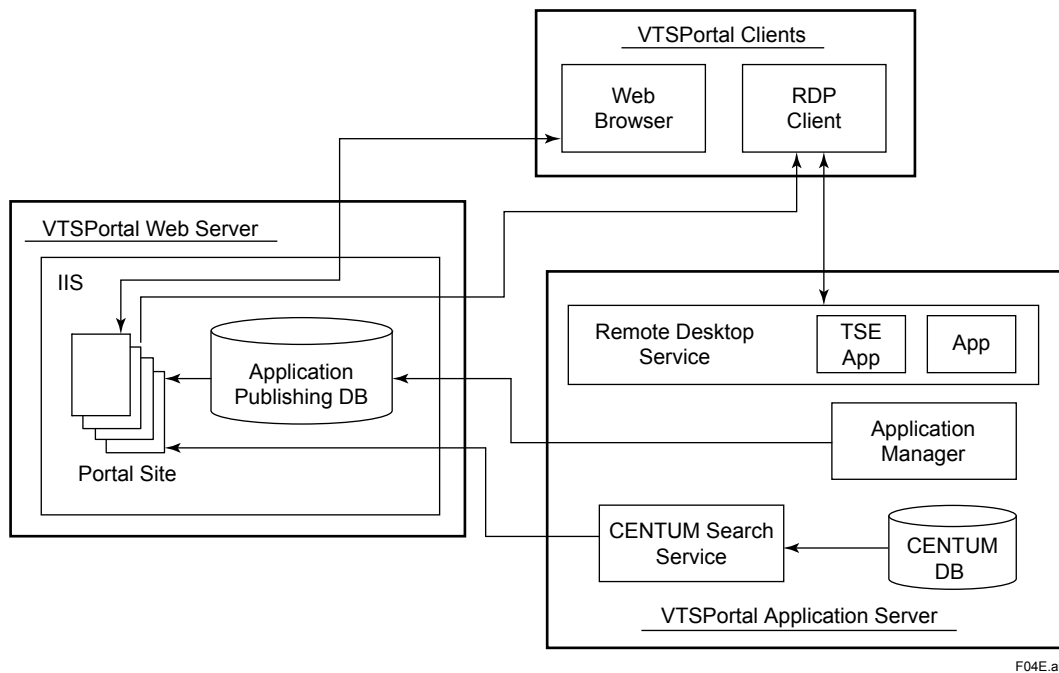 VTSPortal Clients
Web
Browser
RDP
Client
VTSPortal Web Server
IIS
Application
Publishing DB
Portal Site
Remote Desktop
Service
TSE
App
App
Application
Manager
CENTUM Search
Service
CENTUM
DB
VTSPortal Application Server
F04E.a